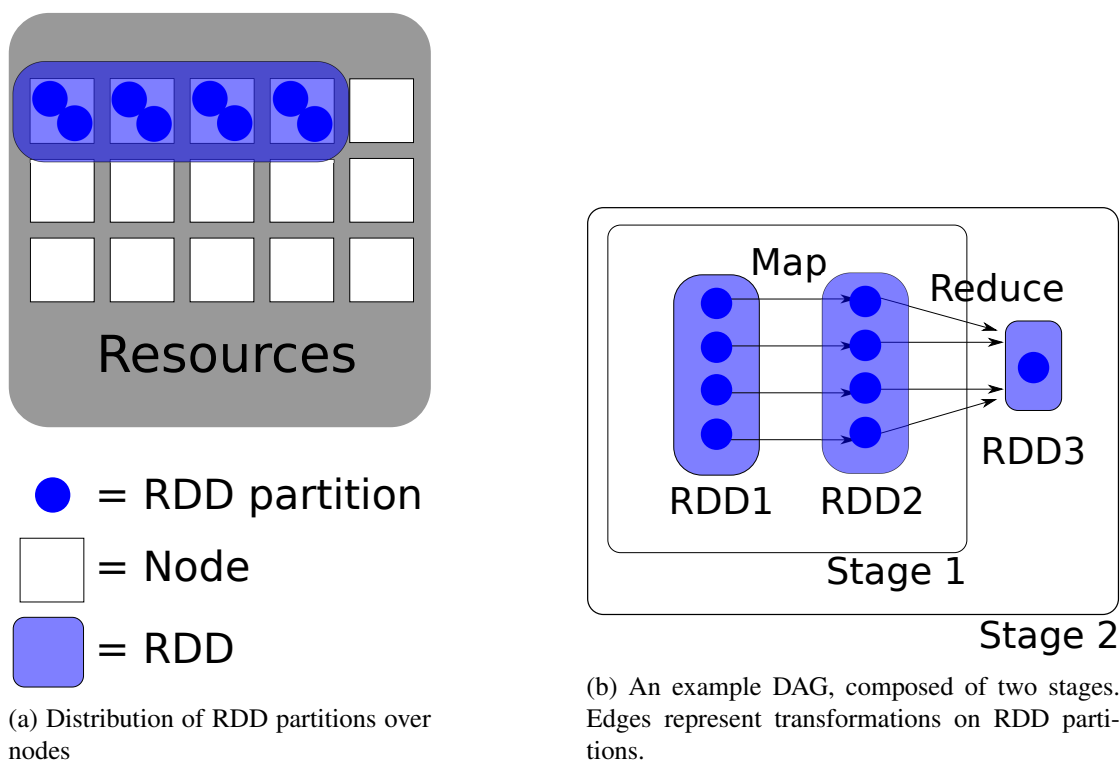 Resources
= RDD partition
= Node
= RDD
(a) Distribution of RDD partitions over
nodes
Map
Reduce
RDD1
RDD2
RDD3
Stage 1
Stage 2
(b) An example DAG, composed of two stages.
Edges represent transformations on RDD parti-
tions.